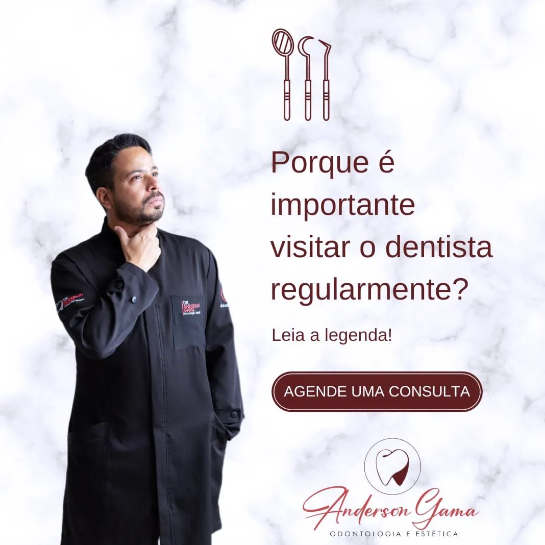 Porque é
importante
visitar o dentista
regularmente?
Leia a legenda!
AGENDE UMA CONSULTA
Anderson Gama
ODONTOLOGIA E ESTÉTICA